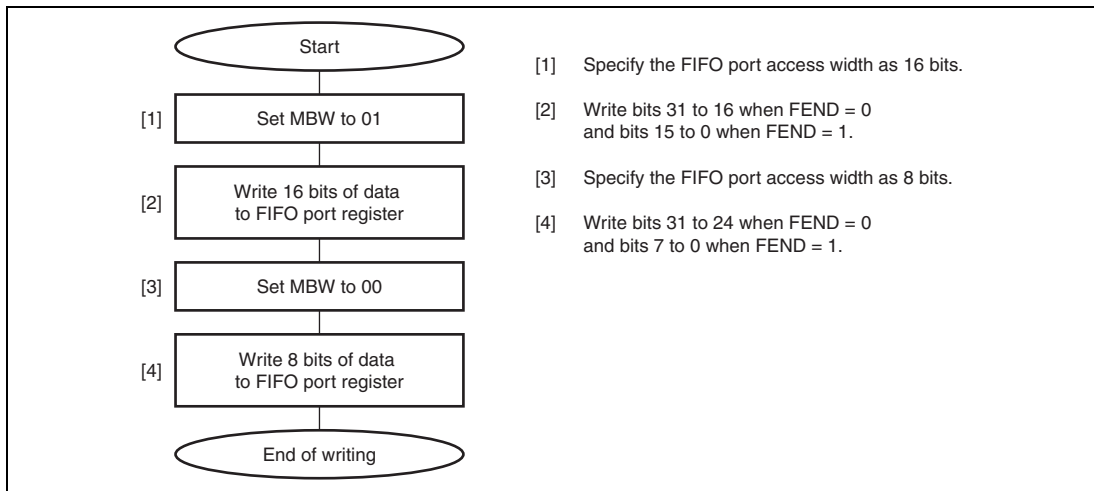 Start
[1] Set MBW to 01
[2] Write 16 bits of data
to FIFO port register
[3] Set MBW to 00
[4] Write 8 bits of data
to FIFO port register
End of writing
[1] Specify the FIFO port access width as 16 bits.
[2] Write bits 31 to 16 when FEND = 0
and bits 15 to 0 when FEND = 1.
[3] Specify the FIFO port access width as 8 bits.
[4] Write bits 31 to 24 when FEND = 0
and bits 7 to 0 when FEND = 1.